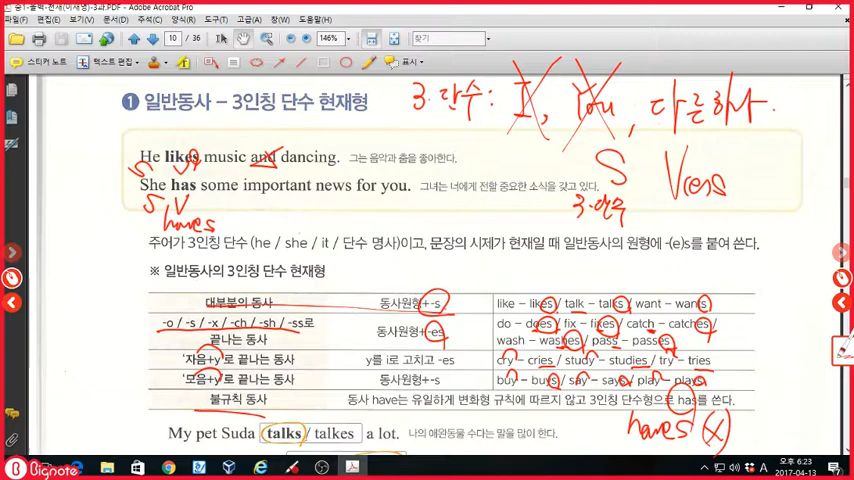 중1-볼럭-천재(이재영)-3과.PDF - Adobe Acrobat Pro
파일(F) 편집(E) 보기(V) 문서(D) 주석(C) 양식(R) 도구(T) 고급(A) 창(W) 도움말(H)
10 / 36 146% 찾기
스티커 노트 텍스트 편집 표시
3·단수: I, You, 다른하나.
❶ 일반동사 – 3인칭 단수 현재형
He likes music and dancing. 그는 음악과 춤을 좋아한다.
S V
She has some important news for you. 그녀는 너에게 전할 중요한 소식을 갖고 있다.
S V
haves
S V(e)s
3·단수
주어가 3인칭 단수 (he / she / it / 단수 명사)이고, 문장의 시제가 현재일 때 일반동사의 원형에 -(e)s를 붙여 쓴다.
※ 일반동사의 3인칭 단수 현재형
대부분의 동사 동사원형+-s like – likes / talk – talks / want – wants
-o / -s / -x / -ch / -sh / -ss로 끝나는 동사 동사원형+-es do – does / fix – fixes / catch – catches /
wash – washes / pass – passes
'자음+y'로 끝나는 동사 y를 i로 고치고 -es cry – cries / study – studies / try – tries
'모음+y'로 끝나는 동사 동사원형+-s buy – buys / say – says / play – plays
불규칙 동사 동사 have는 유일하게 변화형 규칙에 따르지 않고 3인칭 단수형으로 has를 쓴다.
haves (X)
My pet Suda talks / talkes a lot. 나의 애완동물 수다는 말을 많이 한다.
Bignote
A
오후 6:23
2017-04-13